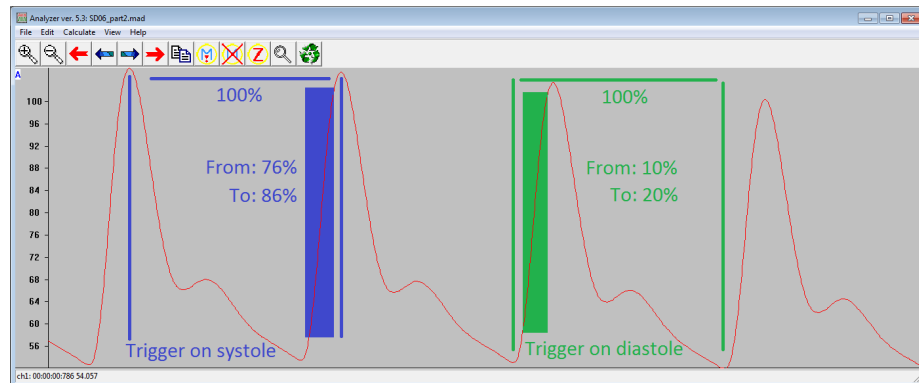 Analyzer ver. 5.3: SD06_part2.mad
File Edit Calculate View Help
M Z
A
100
96
92
88
84
80
76
72
68
64
60
56
100%
From: 76%
To: 86%
Trigger on systole
100%
From: 10%
To: 20%
Trigger on diastole
ch1: 00:00:00:786 54.057